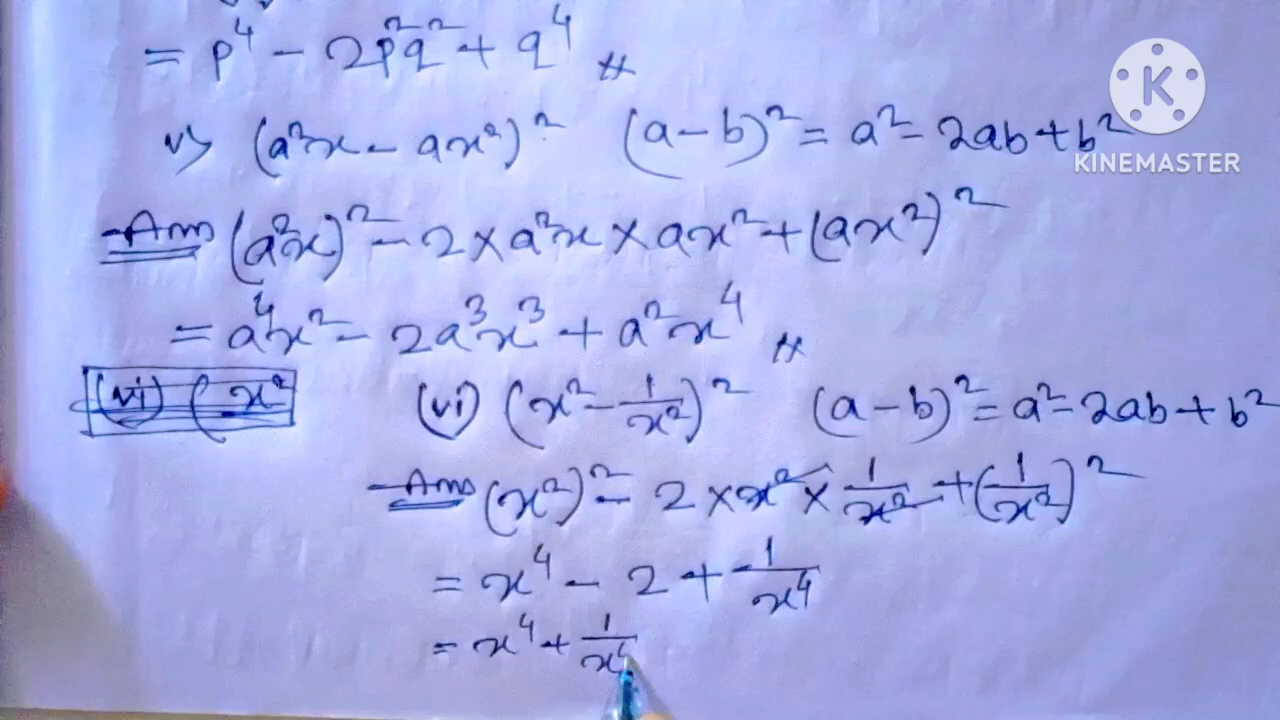 = p⁴ - 2p²q² + q⁴
v) (a²x - ax²)² (a-b)² = a² - 2ab + b²
KINEMASTER
Ans (a²x)² - 2 × a²x × ax² + (ax²)²
= a⁴x² - 2a³x³ + a²x⁴
(vi) (x² (vi) (x² - 1/x²)² (a-b)² = a² - 2ab + b²
Ans (x²)² - 2 × x² × 1/x² + (1/x²)²
= x⁴ - 2 + 1/x⁴
= x⁴ + 1/x⁴